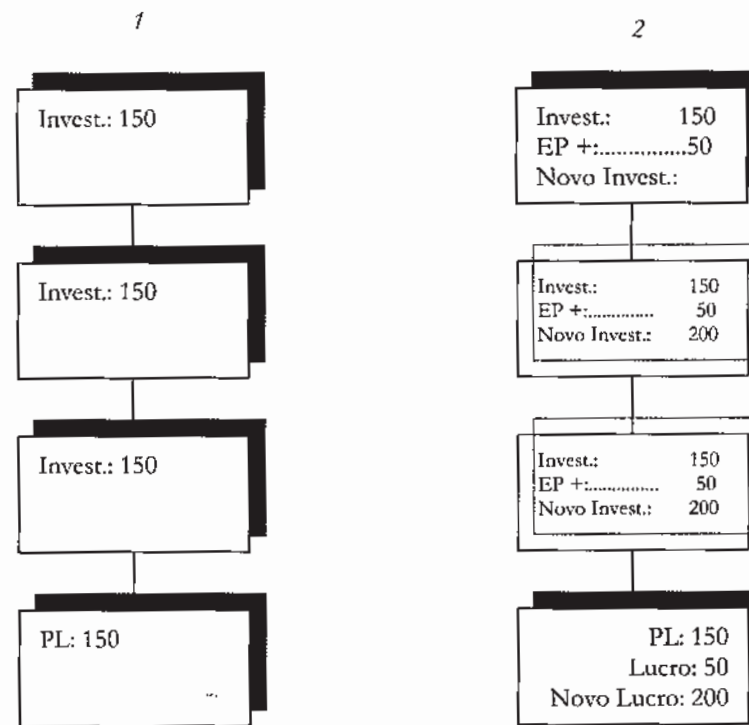 1
Invest.: 150
Invest.: 150
Invest.: 150
PL: 150
2
Invest.: 150
EP +:...............50
Novo Invest.:
Invest.: 150
EP +:.............. 50
Novo Invest.: 200
Invest.: 150
EP +:.............. 50
Novo Invest.: 200
PL: 150
Lucro: 50
Novo Lucro: 200